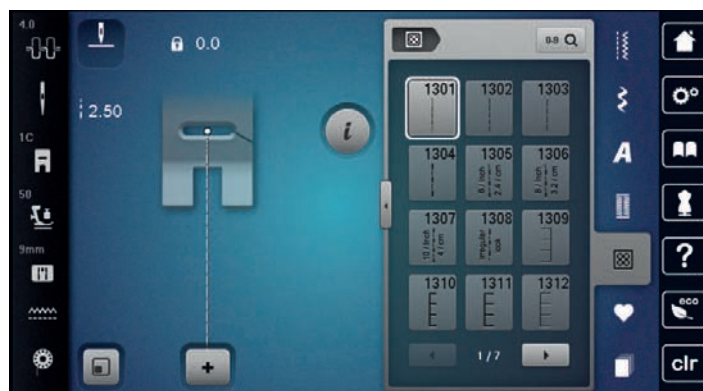 4.0
0.0
0-9
2.50
1301 1302 1303
1C
1304 1305 1306
6 / Inch
2.4 / cm
8 / Inch
3.2 / cm
50
1307 1308 1309
10 / Inch
4 / cm
Irregular
look
9mm
1310 1311 1312
1/7
i
A
?
eco
clr